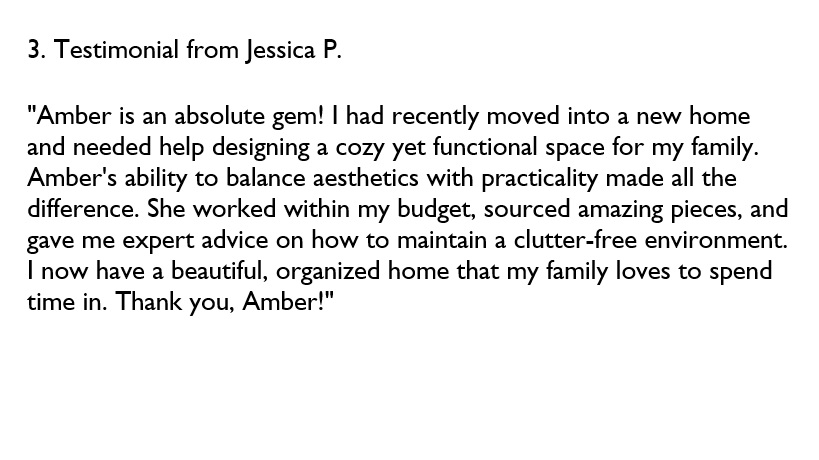 3. Testimonial from Jessica P.
"Amber is an absolute gem! I had recently moved into a new home
and needed help designing a cozy yet functional space for my family.
Amber's ability to balance aesthetics with practicality made all the
difference. She worked within my budget, sourced amazing pieces, and
gave me expert advice on how to maintain a clutter-free environment.
I now have a beautiful, organized home that my family loves to spend
time in. Thank you, Amber!"